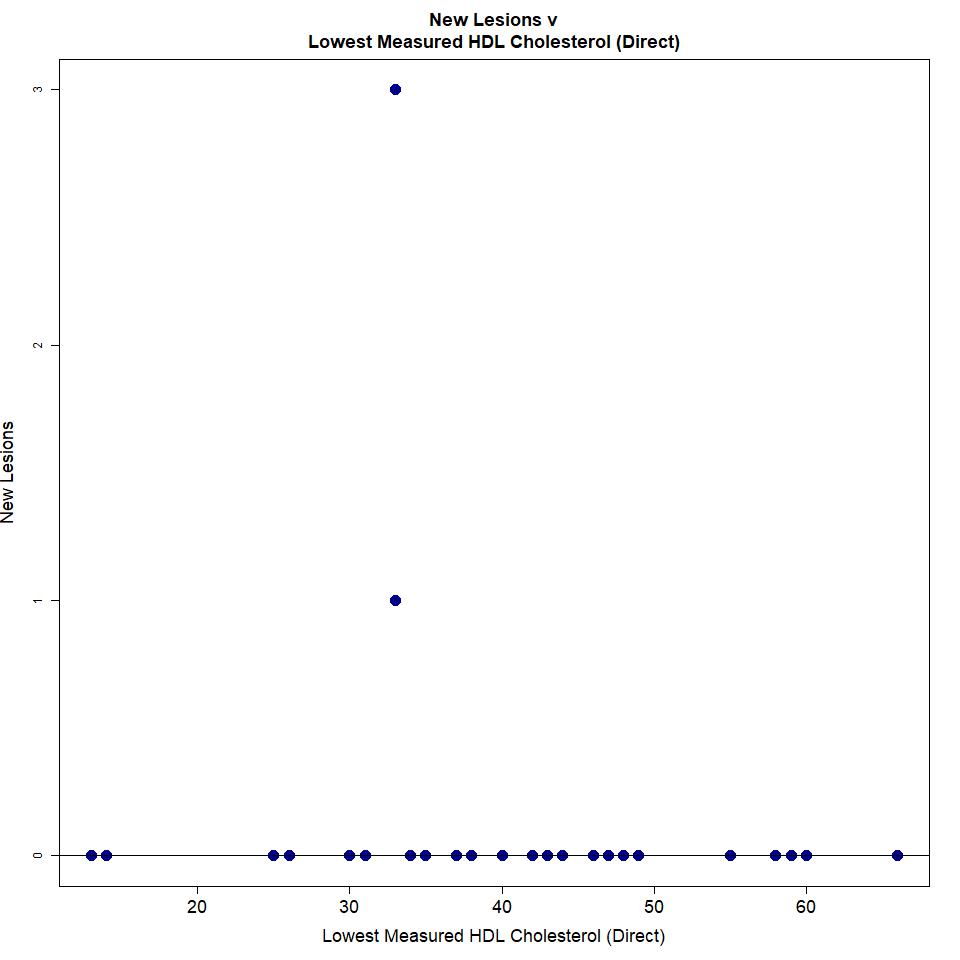 New Lesions v
Lowest Measured HDL Cholesterol (Direct)
3
2
New Lesions
1
0
20 30 40 50 60
Lowest Measured HDL Cholesterol (Direct)